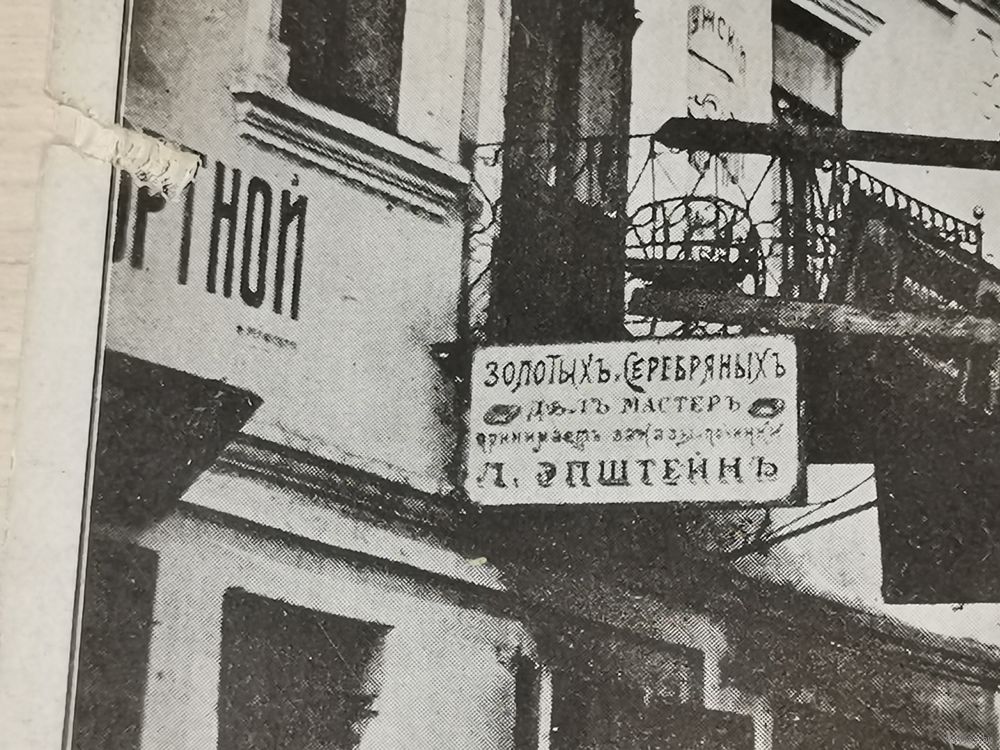 ОРТНОЙ
ЗОЛОТЫХЪ. СЕРЕБРЯНЫХЪ
ДѢЛЪ МАСТЕРЪ
принимаетъ заказы починки
Л. ЭПШТЕЙНЪ